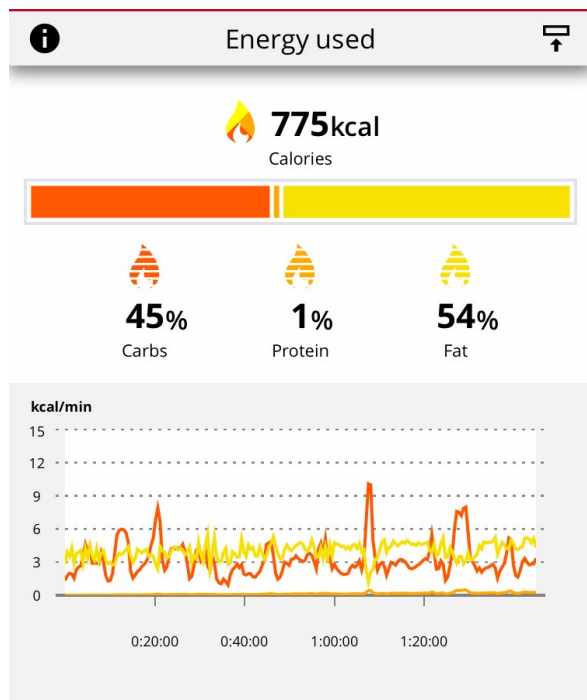 Energy used
775kcal
Calories
45%
1%
54%
Carbs
Protein
Fat
kcal/min
15
12
9
6
3
0
0:20:00
0:40:00
1:00:00
1:20:00